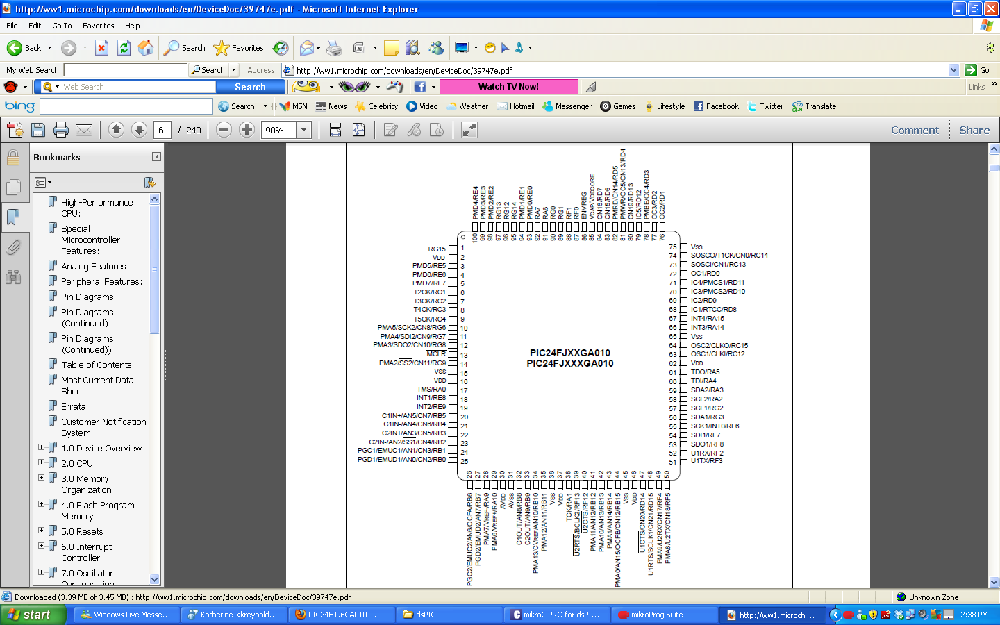 http://ww1.microchip.com/downloads/en/DeviceDoc/39747e.pdf - Microsoft Internet Explorer
File Edit Go To Favorites Help
Back Search Favorites
My Web Search Search Address http://ww1.microchip.com/downloads/en/DeviceDoc/39747e.pdf Go
Web Search Search Watch TV Now! Links
bing Search MSN News Celebrity Video Weather Hotmail Messenger Games Lifestyle Facebook Twitter Translate
6 / 240 90% Comment Share
Bookmarks
High-Performance
CPU:
Special
Microcontroller
Features:
Analog Features:
Peripheral Features:
Pin Diagrams
Pin Diagrams
(Continued)
Pin Diagrams
(Continued))
Table of Contents
Most Current Data
Sheet
Errata
Customer Notification
System
1.0 Device Overview
2.0 CPU
3.0 Memory
Organization
4.0 Flash Program
Memory
5.0 Resets
6.0 Interrupt
Controller
7.0 Oscillator
Configuration
PMD4/RE4 100
PMD3/RE3 99
PMD2/RE2 98
RG13 97
RG12 96
RG14 95
PMD1/RE1 94
PMD0/RE0 93
RA7 92
RA6 91
RG0 90
RG1 89
RF1 88
RF0 87
ENVREG 86
VCAP/VDDCORE 85
CN16/RD7 84
CN15/RD6 83
PMRD/CN14/RD5 82
PMWR/OC5/CN13/RD4 81
CN19/RD13 80
IC5/RD12 79
PMBE/OC4/RD3 78
OC3/RD2 77
OC2/RD1 76
RG15 1
VDD 2
PMD5/RE5 3
PMD6/RE6 4
PMD7/RE7 5
T2CK/RC1 6
T3CK/RC2 7
T4CK/RC3 8
T5CK/RC4 9
PMA5/SCK2/CN8/RG6 10
PMA4/SDI2/CN9/RG7 11
PMA3/SDO2/CN10/RG8 12
MCLR 13
PMA2/SS2/CN11/RG9 14
VSS 15
VDD 16
TMS/RA0 17
INT1/RE8 18
INT2/RE9 19
C1IN+/AN5/CN7/RB5 20
C1IN-/AN4/CN6/RB4 21
C2IN+/AN3/CN5/RB3 22
C2IN-/AN2/SS1/CN4/RB2 23
PGC1/EMUC1/AN1/CN3/RB1 24
PGD1/EMUD1/AN0/CN2/RB0 25
PIC24FJXXGA010
PIC24FJXXXGA010
75 VSS
74 SOSCO/T1CK/CN0/RC14
73 SOSCI/CN1/RC13
72 OC1/RD0
71 IC4/PMCS1/RD11
70 IC3/PMCS2/RD10
69 IC2/RD9
68 IC1/RTCC/RD8
67 INT4/RA15
66 INT3/RA14
65 VSS
64 OSC2/CLKO/RC15
63 OSC1/CLKI/RC12
62 VDD
61 TDO/RA5
60 TDI/RA4
59 SDA2/RA3
58 SCL2/RA2
57 SCL1/RG2
56 SDA1/RG3
55 SCK1/INT0/RF6
54 SDI1/RF7
53 SDO1/RF8
52 U1RX/RF2
51 U1TX/RF3
26 PGC2/EMUC2/AN6/OCFA/RB6
27 PGD2/EMUD2/AN7/RB7
28 PMA7/VREF-/RA9
29 PMA6/VREF+/RA10
30 AVDD
31 AVSS
32 C1OUT/AN8/RB8
33 C2OUT/AN9/RB9
34 PMA13/CVREF/AN10/RB10
35 PMA12/AN11/RB11
36 VSS
37 VDD
38 TCK/RA1
39 U2RTS/BCLK2/RF13
40 U2CTS/RF12
41 PMA11/AN12/RB12
42 PMA10/AN13/RB13
43 PMA1/AN14/RB14
44 PMA0/AN15/OCFB/CN12/RB15
45 VSS
46 VDD
47 U1CTS/CN20/RD14
48 U1RTS/BCLK1/CN21/RD15
49 PMA9/U2RX/CN17/RF4
50 PMA8/U2TX/CN18/RF5
Downloaded (3.39 MB of 3.45 MB) : http://ww1.microchip.com/downloads/en/DeviceDoc/39747e.pdf Unknown Zone
start Windows Live Messe... Katherine <kreynold... PIC24FJ96GA010 - ... dsPIC mikroC PRO for dsPI... mikroProg Suite http://ww1.microchi... 2:38 PM